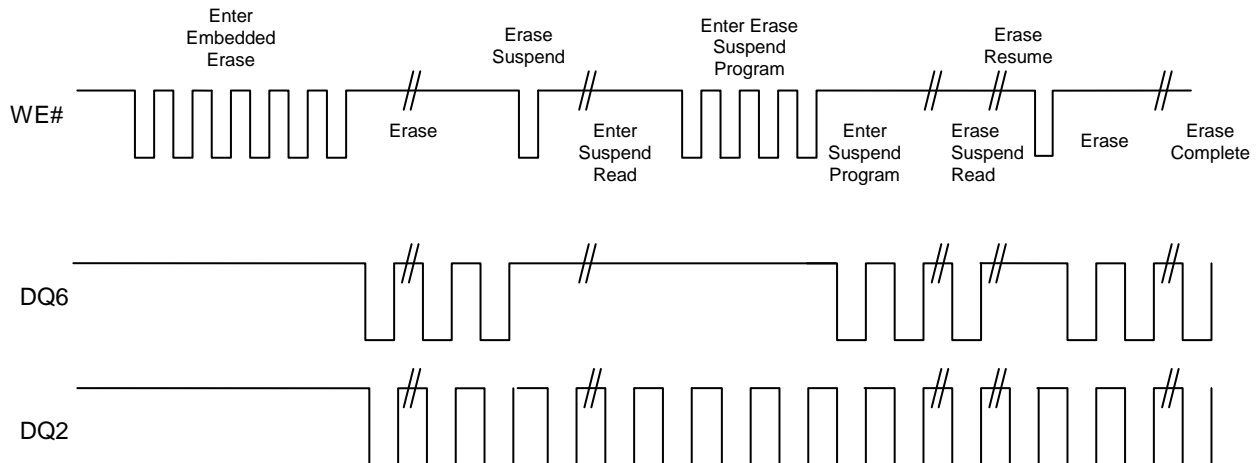 Enter
Embedded
Erase
Erase
Suspend
Enter Erase
Suspend
Program
Erase
Resume
WE#
Erase
Enter
Suspend
Read
Enter
Suspend
Program
Erase
Suspend
Read
Erase
Erase
Complete
DQ6
DQ2